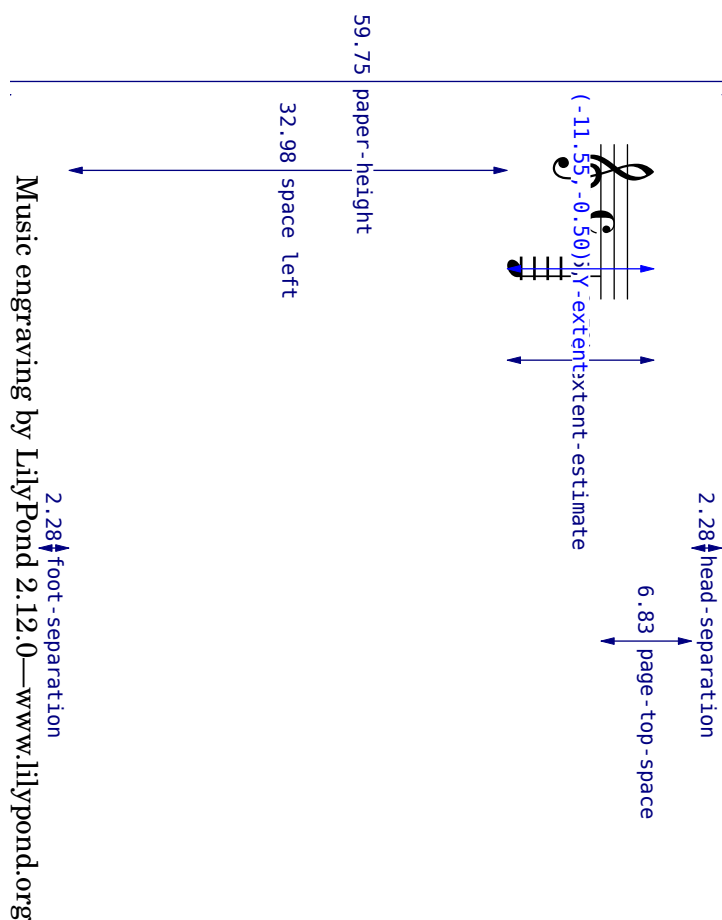 2.28 head-separation
6.83 page-top-space
(-11.55,-0.50),Y-extent
extent-estimate
59.75 paper-height
32.98 space left
2.28 foot-separation
Music engraving by LilyPond 2.12.0—www.lilypond.org